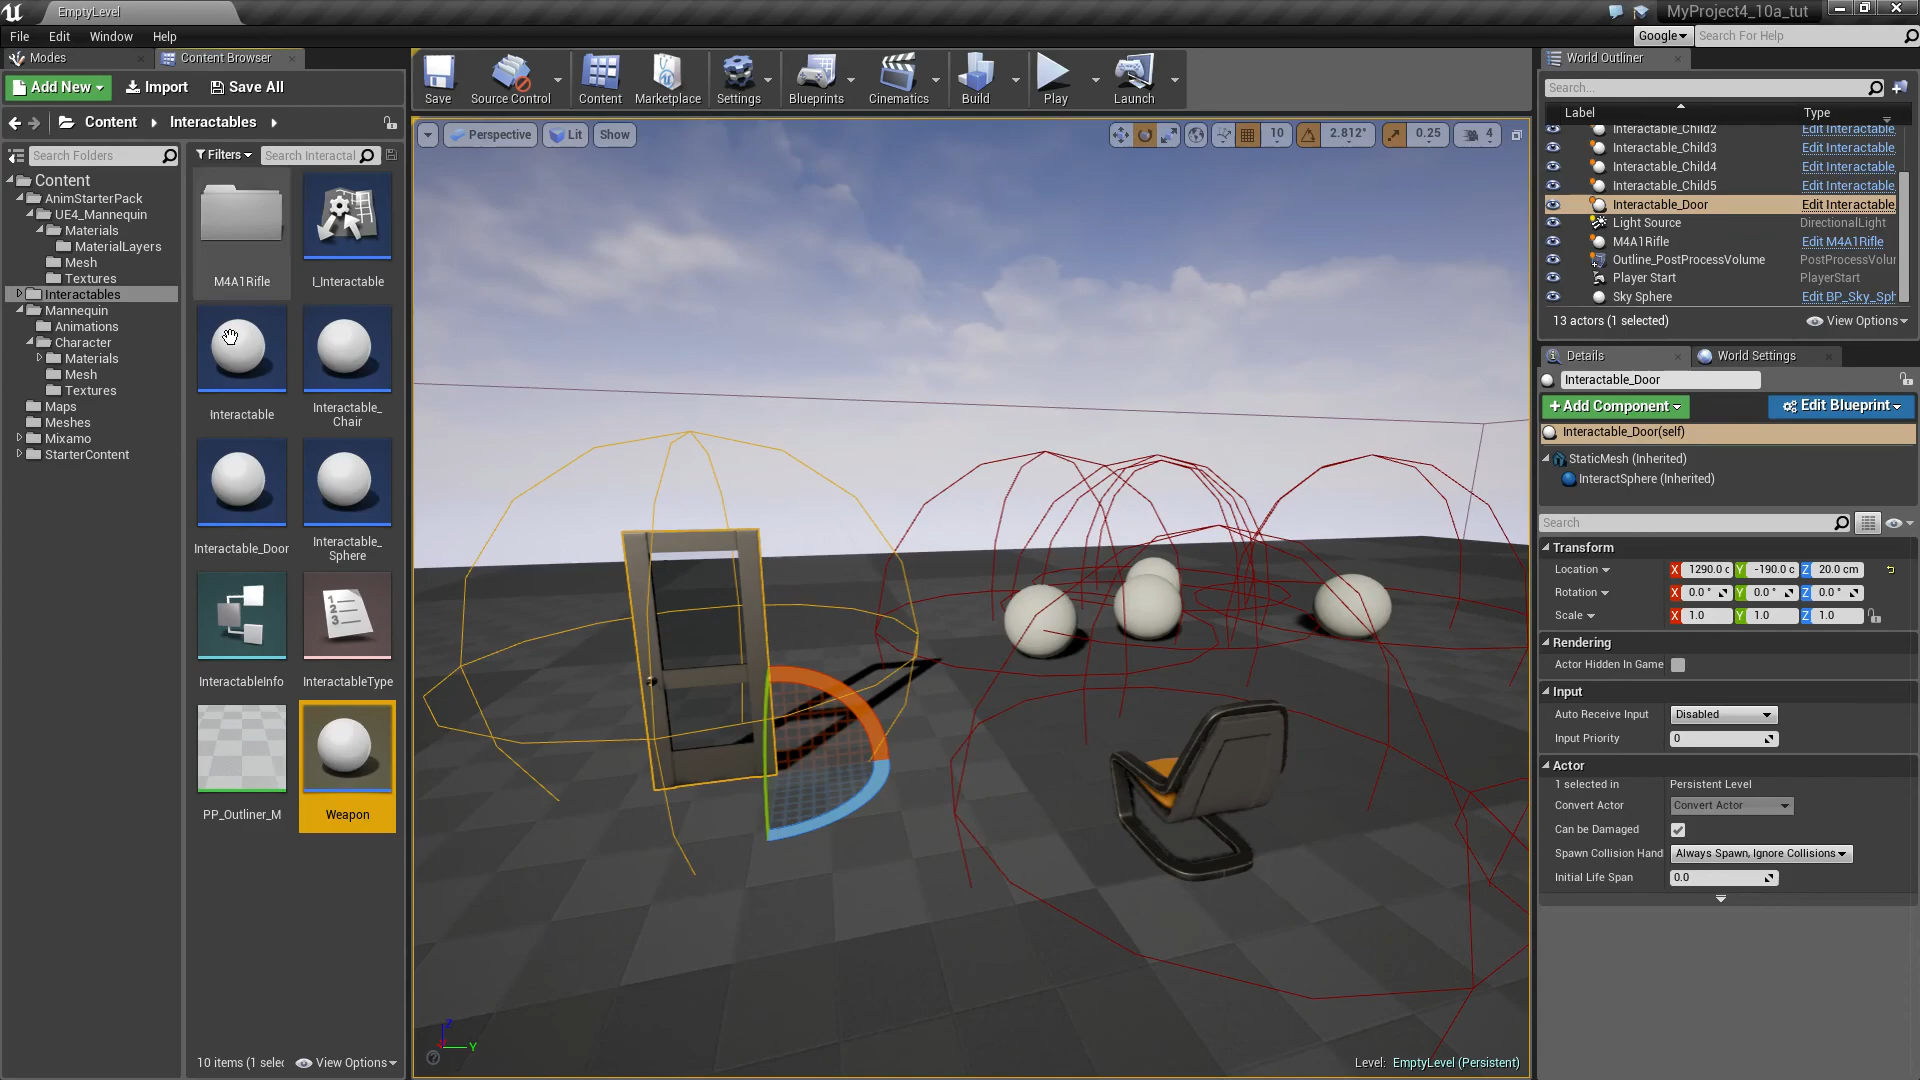 EmptyLevel
MyProject4_10a_tut
File Edit Window Help
Google Search For Help
Modes
Content Browser
Add New Import Save All
Content Interactables
Search Folders
Filters Search Interactal
Content
AnimStarterPack
UE4_Mannequin
Materials
MaterialLayers
Mesh
Textures
Interactables
Mannequin
Animations
Character
Materials
Mesh
Textures
Maps
Meshes
Mixamo
StarterContent
M4A1Rifle
I_Interactable
Interactable
Interactable_
Chair
Interactable_Door
Interactable_
Sphere
1
2
3
InteractableInfo
InteractableType
PP_Outliner_M
Weapon
10 items (1 selec View Options
Save Source Control Content Marketplace Settings Blueprints Cinematics Build Play Launch
Perspective Lit Show
10 2.812° 0.25 4
Z
Y
Level: EmptyLevel (Persistent)
World Outliner
Search...
Label Type
Interactable_Child2 Edit Interactable
Interactable_Child3 Edit Interactable
Interactable_Child4 Edit Interactable
Interactable_Child5 Edit Interactable
Interactable_Door Edit Interactable
Light Source DirectionalLight
M4A1Rifle Edit M4A1Rifle
Outline_PostProcessVolume PostProcessVolur
Player Start PlayerStart
Sky Sphere Edit BP_Sky_Sph
13 actors (1 selected) View Options
Details
World Settings
Interactable_Door
+Add Component Edit Blueprint
Interactable_Door(self)
StaticMesh (Inherited)
InteractSphere (Inherited)
Search
Transform
Location X 1290.0 c Y -190.0 c Z 20.0 cm
Rotation X 0.0 ° Y 0.0 ° Z 0.0 °
Scale X 1.0 Y 1.0 Z 1.0
Rendering
Actor Hidden In Game
Input
Auto Receive Input Disabled
Input Priority 0
Actor
1 selected in Persistent Level
Convert Actor Convert Actor
Can be Damaged
Spawn Collision Hand Always Spawn, Ignore Collisions
Initial Life Span 0.0